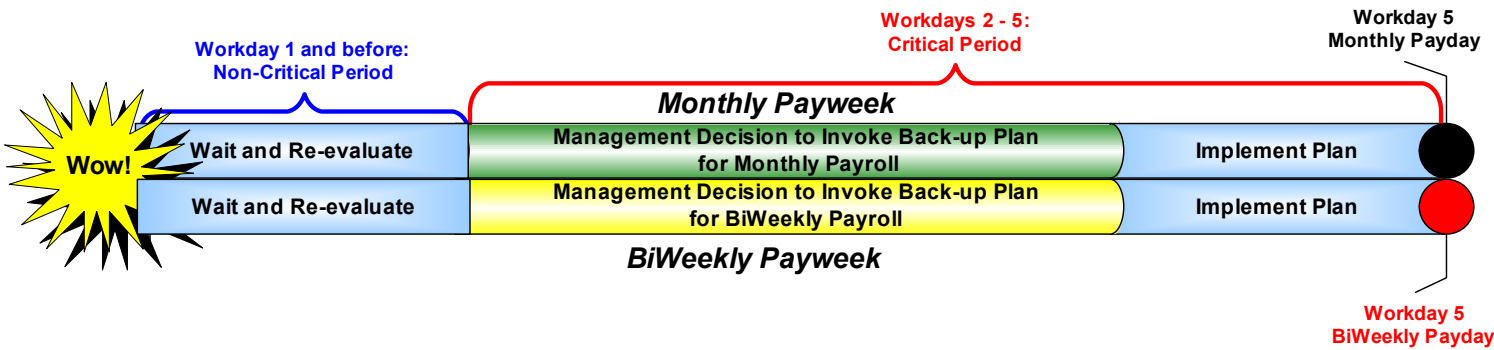 Workday 1 and before:
Non-Critical Period
Workdays 2 - 5:
Critical Period
Workday 5
Monthly Payday
Monthly Payweek
Wow!
Wait and Re-evaluate
Management Decision to Invoke Back-up Plan
for Monthly Payroll
Implement Plan
Wait and Re-evaluate
Management Decision to Invoke Back-up Plan
for BiWeekly Payroll
Implement Plan
BiWeekly Payweek
Workday 5
BiWeekly Payday